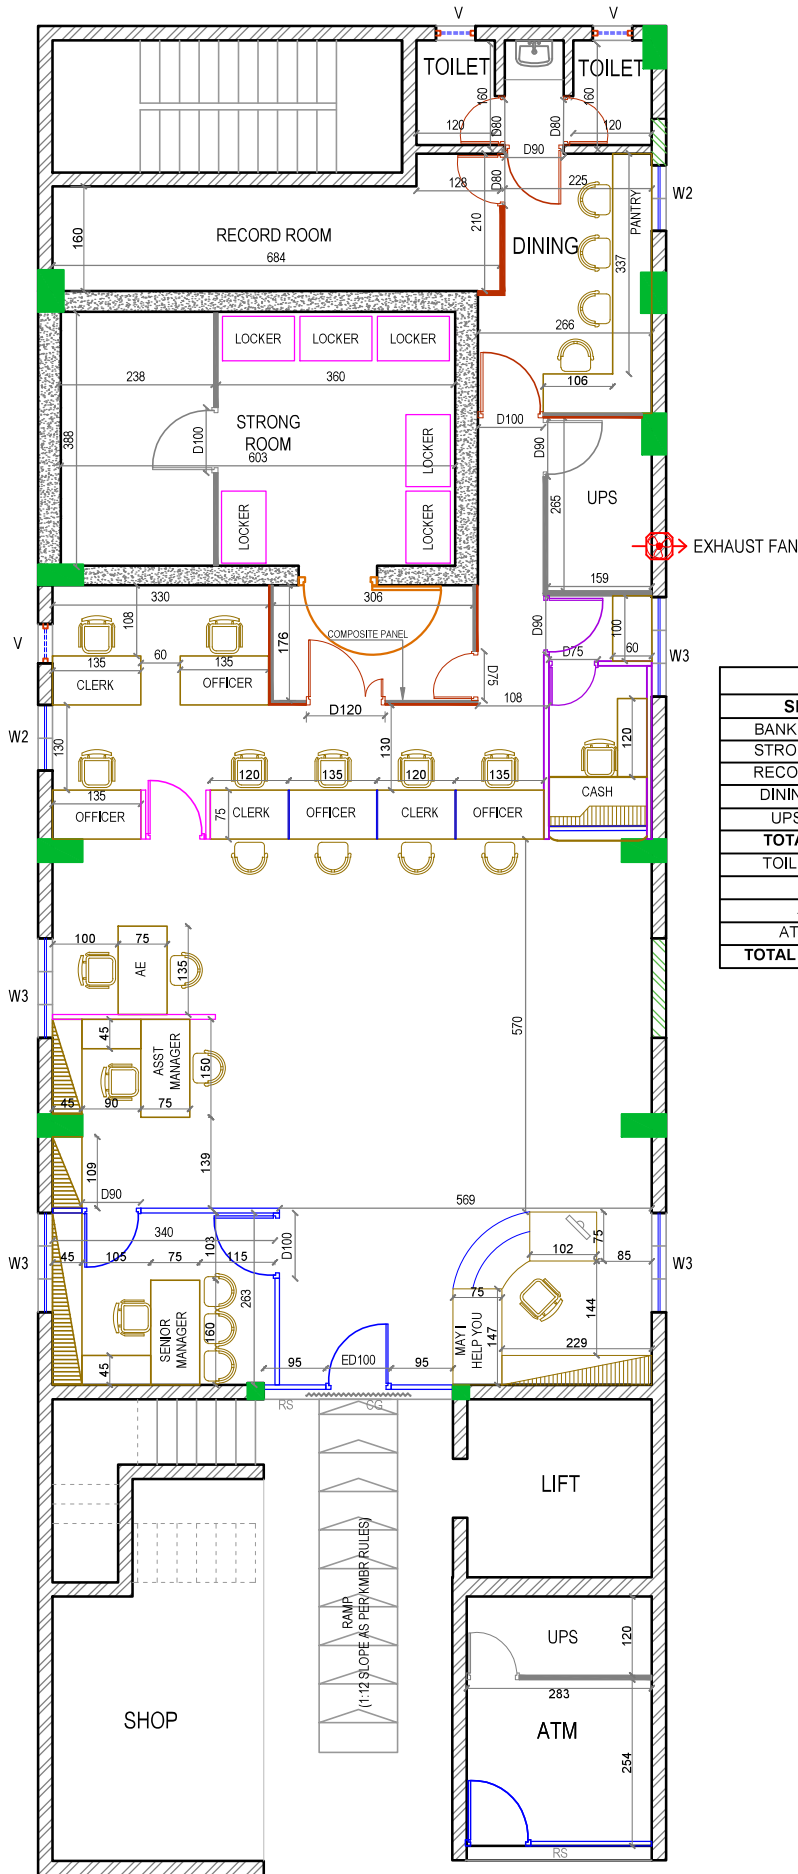 V
V
TOILET
TOILET
160
160
120
D80
D80
120
D90
128
D80
225
W2
210
PANTRY
RECORD ROOM
DINING
160
684
337
266
LOCKER
LOCKER
LOCKER
238
360
106
STRONG
ROOM
D100
D100
D90
388
603
LOCKER
265
UPS
LOCKER
LOCKER
EXHAUST FAN
159
330
306
108
176
COMPOSITE PANEL
D90
100
V
60
D75
60
W3
135
135
D75
CLERK
OFFICER
D120
108
120
W2
130
130
SL
120
135
120
135
BANK
STRO
CASH
135
RECO
OFFICER
75
CLERK
OFFICER
CLERK
OFFICER
DININ
UPS
TOTA
TOIL
100
75
AE
135
AT
TOTAL
W3
570
45
ASST
MANAGER
150
45
90
75
109
139
D90
569
340
D100
75
W3
45
105
75
103
115
102
85
W3
263
75
144
SENIOR
MANAGER
160
MAY I
HELP YOU
147
45
95
ED100
95
229
RS
CG
LIFT
RAMP
(1:12 SLOPE AS PER KMBR RULES)
UPS
120
283
SHOP
ATM
254
RS